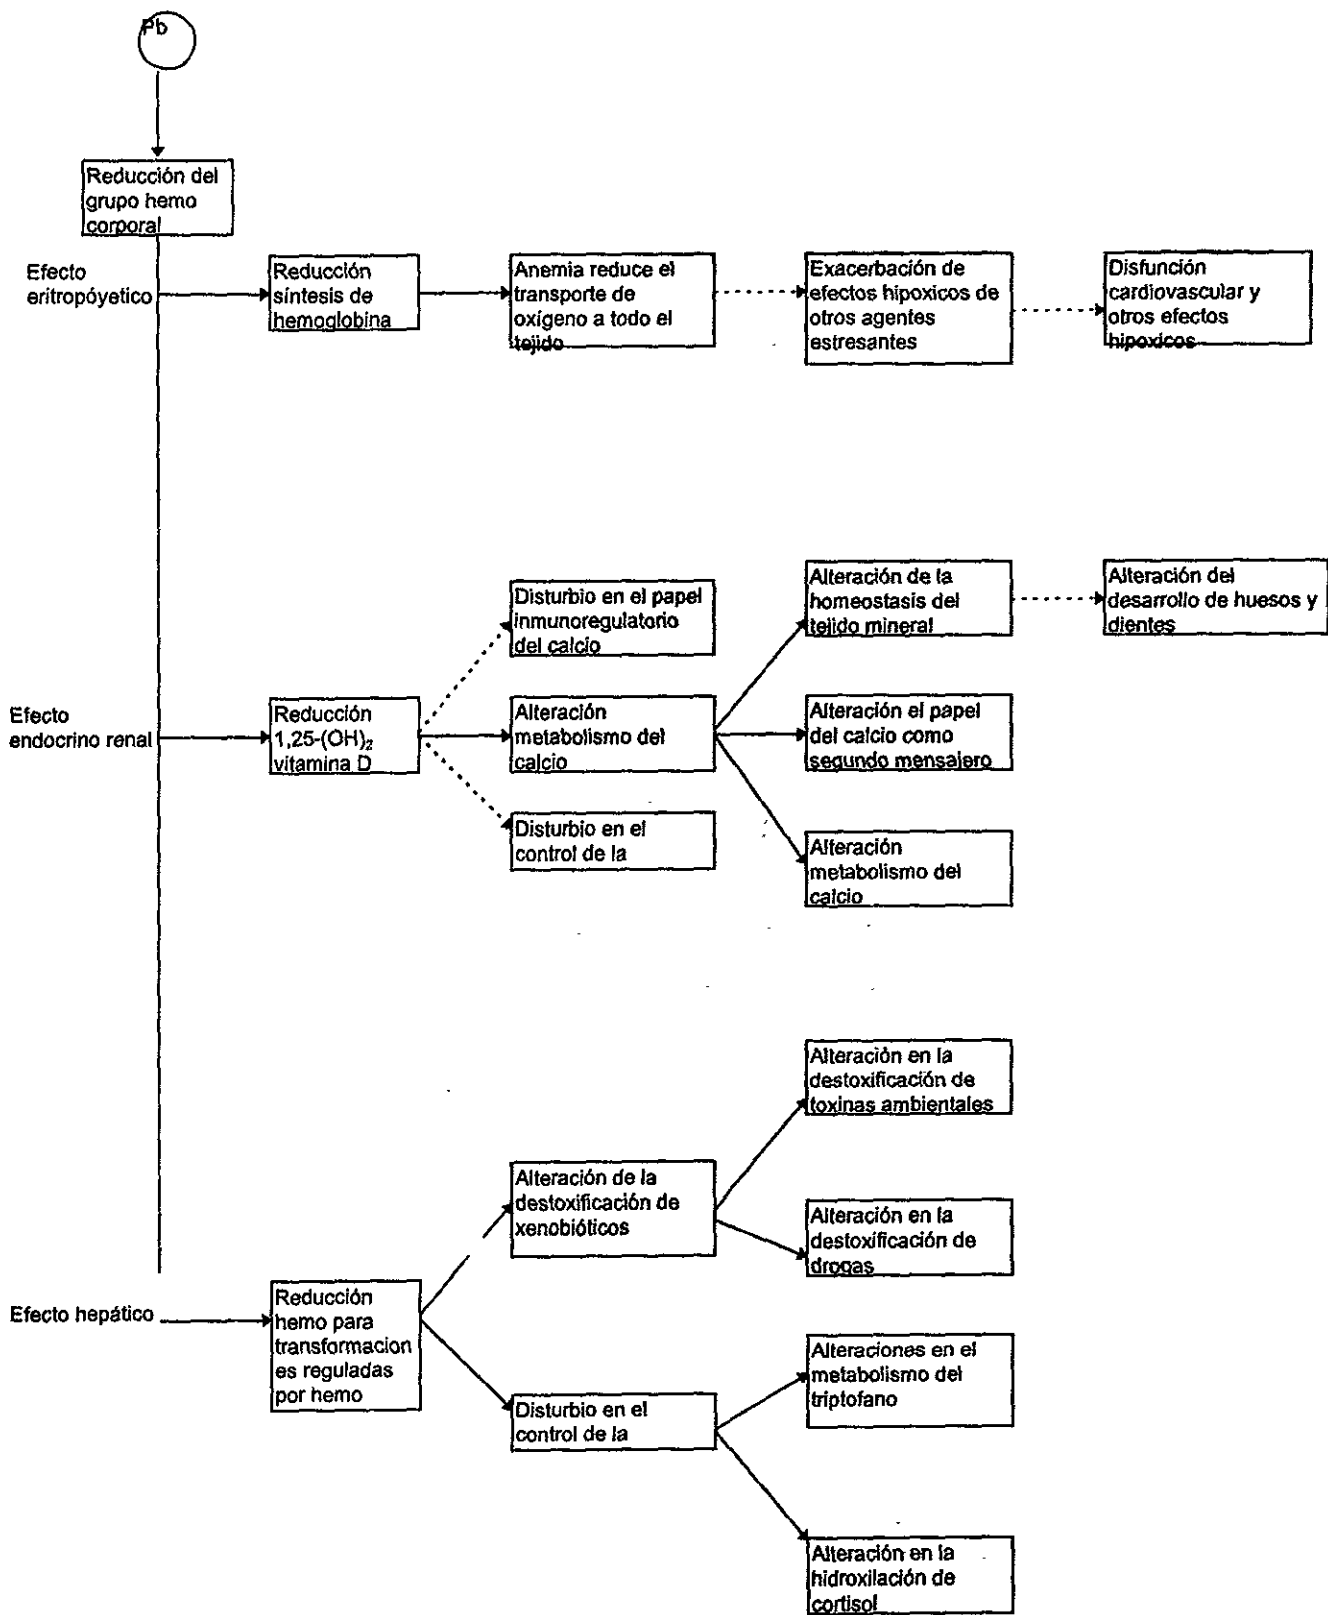 Pb
Reducción del
grupo hemo
corporal
Efecto
eritropóyetico
Reducción
síntesis de
hemoglobina
Anemia reduce el
transporte de
oxígeno a todo el
tejido
Exacerbación de
efectos hipoxicos de
otros agentes
estresantes
Disfunción
cardiovascular y
otros efectos
hipoxicos
Efecto
endocrino renal
Reducción
1,25-(OH)₂
vitamina D
Disturbio en el papel
inmunoregulatorio
del calcio
Alteración
metabolismo del
calcio
Disturbio en el
control de la
Alteración de la
homeostasis del
tejido mineral
Alteración el papel
del calcio como
segundo mensajero
Alteración
metabolismo del
calcio
Alteración del
desarrollo de huesos y
dientes
Efecto hepático
Reducción
hemo para
transformacion
es reguladas
por hemo
Alteración de la
destoxificación de
xenobióticos
Disturbio en el
control de la
Alteración en la
destoxificación de
toxinas ambientales
Alteración en la
destoxificación de
drogas
Alteraciones en el
metabolismo del
triptofano
Alteración en la
hidroxilación de
cortisol